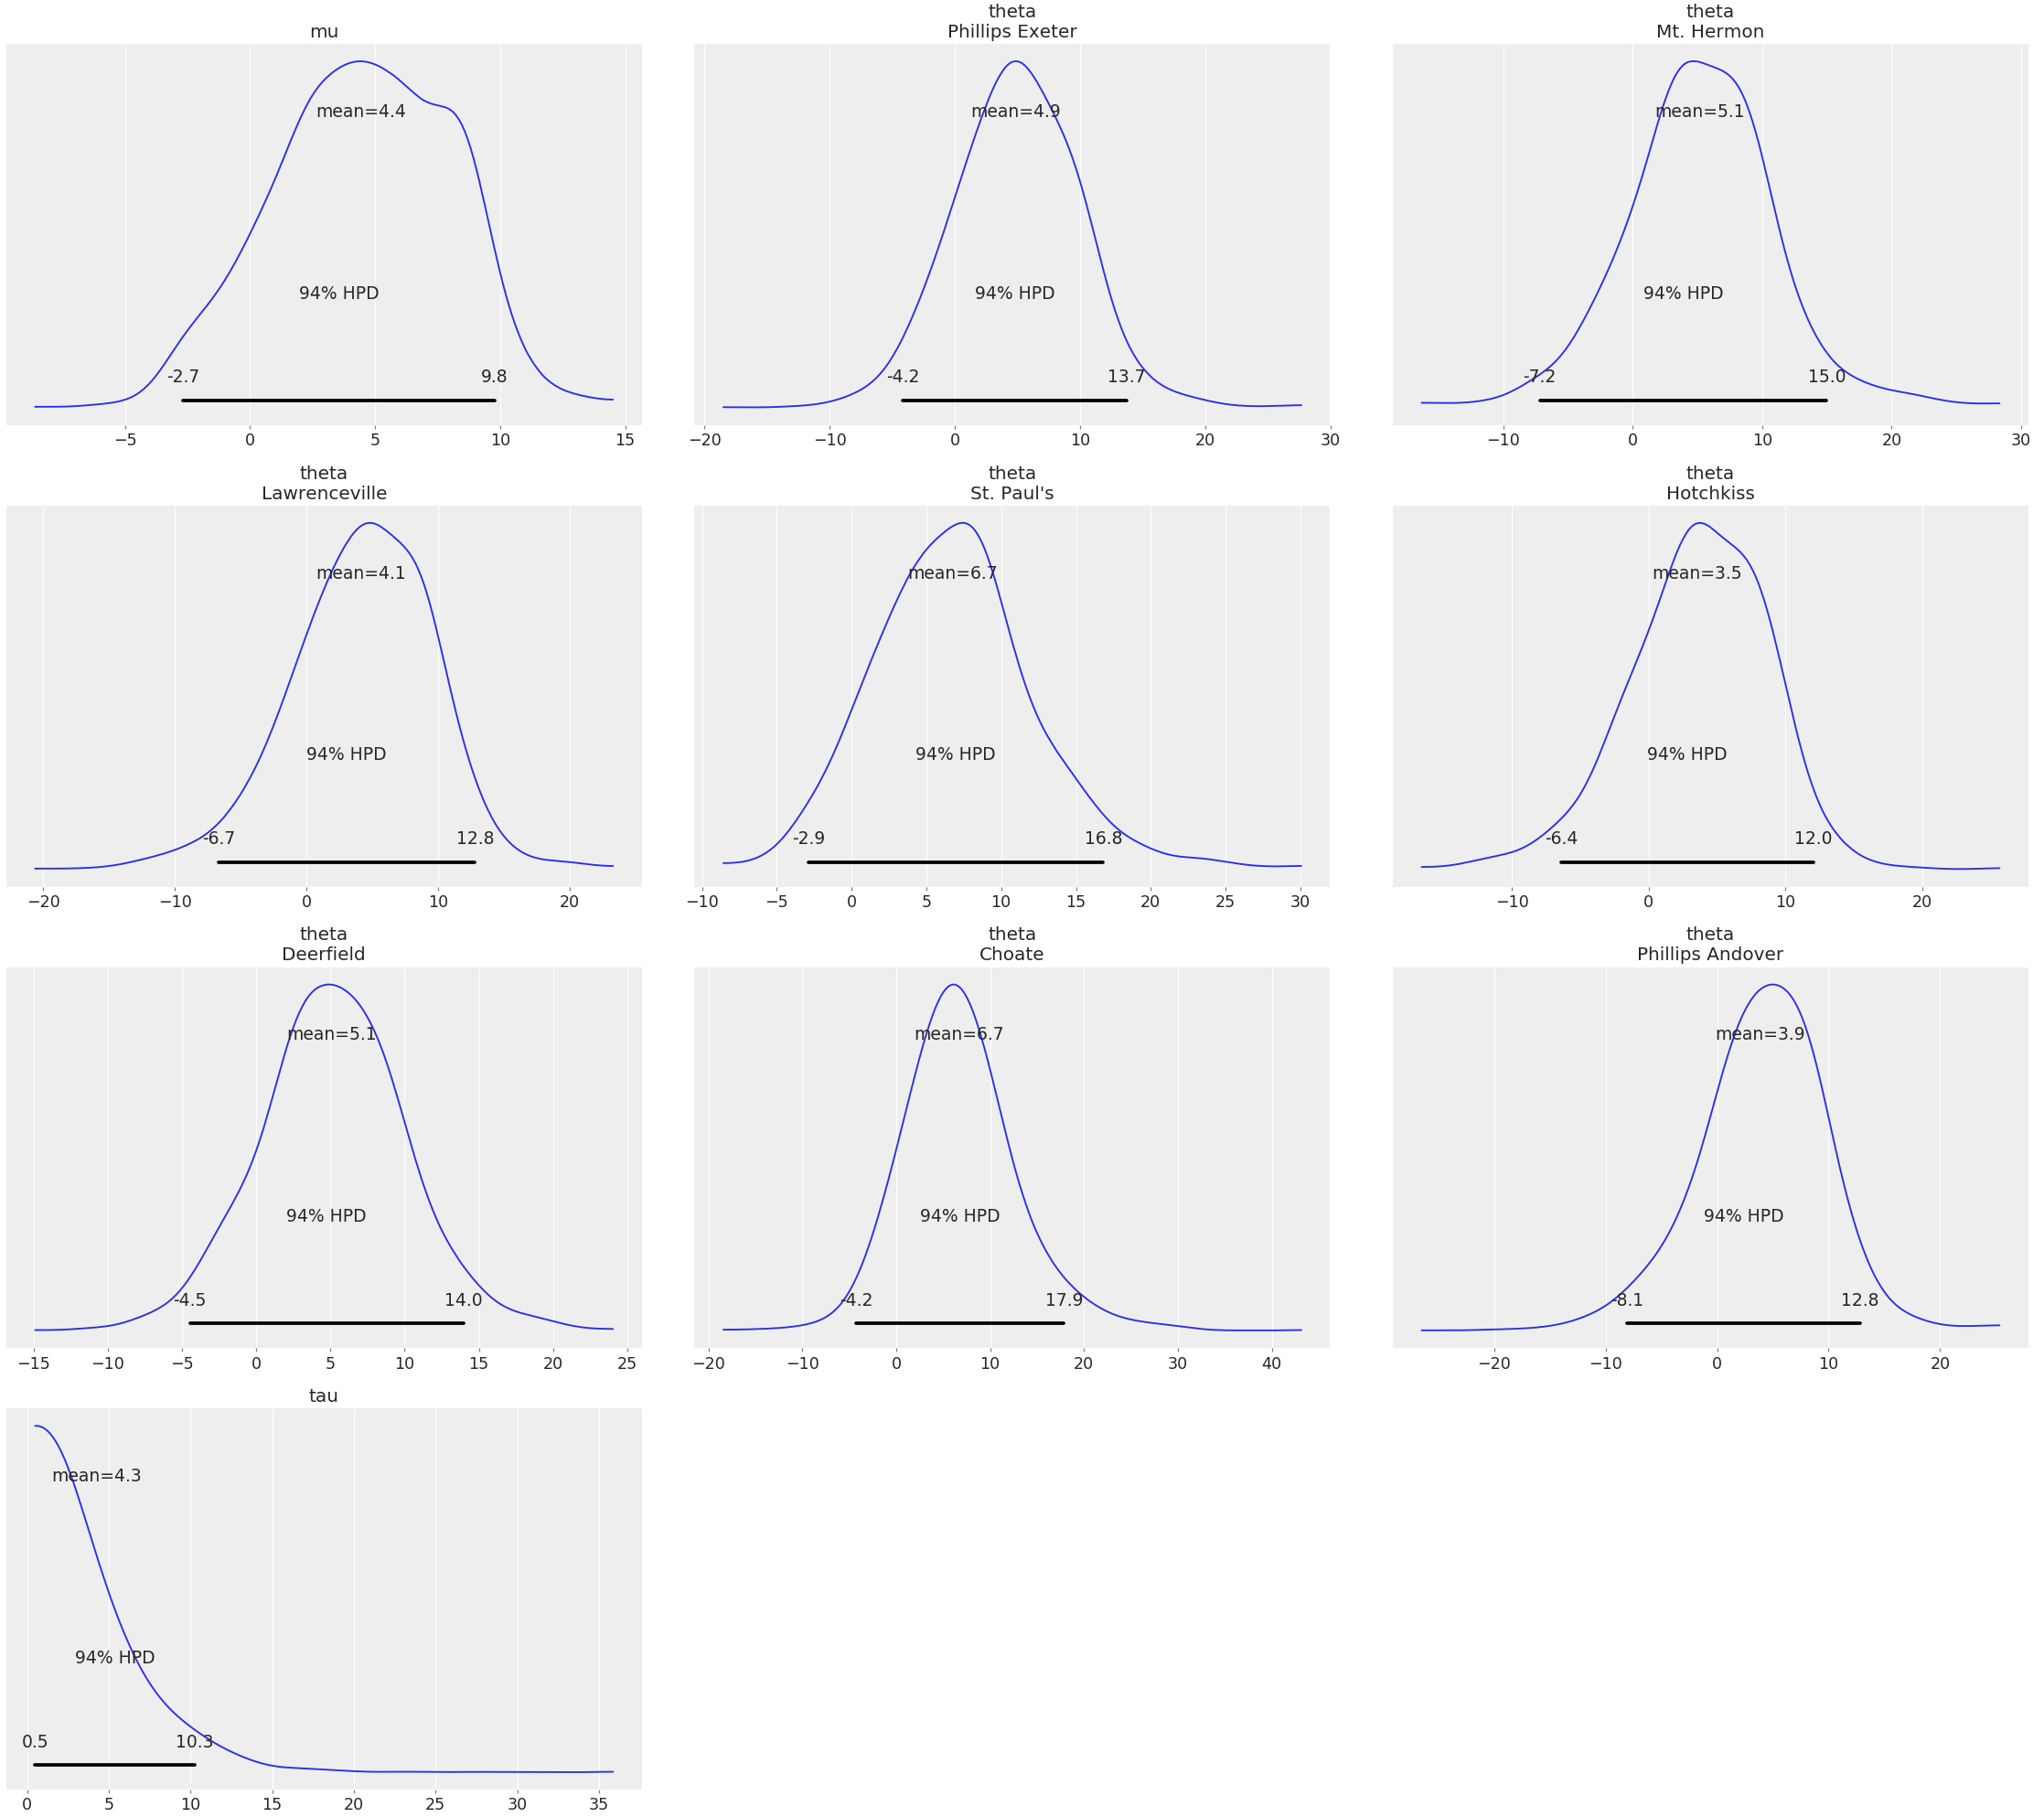 mu
mean=4.4
94% HPD
-2.7 9.8
−5 0 5 10 15
theta
Phillips Exeter
mean=4.9
94% HPD
-4.2 13.7
−20 −10 0 10 20 30
theta
Mt. Hermon
mean=5.1
94% HPD
-7.2 15.0
−10 0 10 20 30
theta
Lawrenceville
mean=4.1
94% HPD
-6.7 12.8
−20 −10 0 10 20
theta
St. Paul's
mean=6.7
94% HPD
-2.9 16.8
−10 −5 0 5 10 15 20 25 30
theta
Hotchkiss
mean=3.5
94% HPD
-6.4 12.0
−10 0 10 20
theta
Deerfield
mean=5.1
94% HPD
-4.5 14.0
−15 −10 −5 0 5 10 15 20 25
theta
Choate
mean=6.7
94% HPD
-4.2 17.9
−20 −10 0 10 20 30 40
theta
Phillips Andover
mean=3.9
94% HPD
-8.1 12.8
−20 −10 0 10 20
tau
mean=4.3
94% HPD
0.5 10.3
0 5 10 15 20 25 30 35